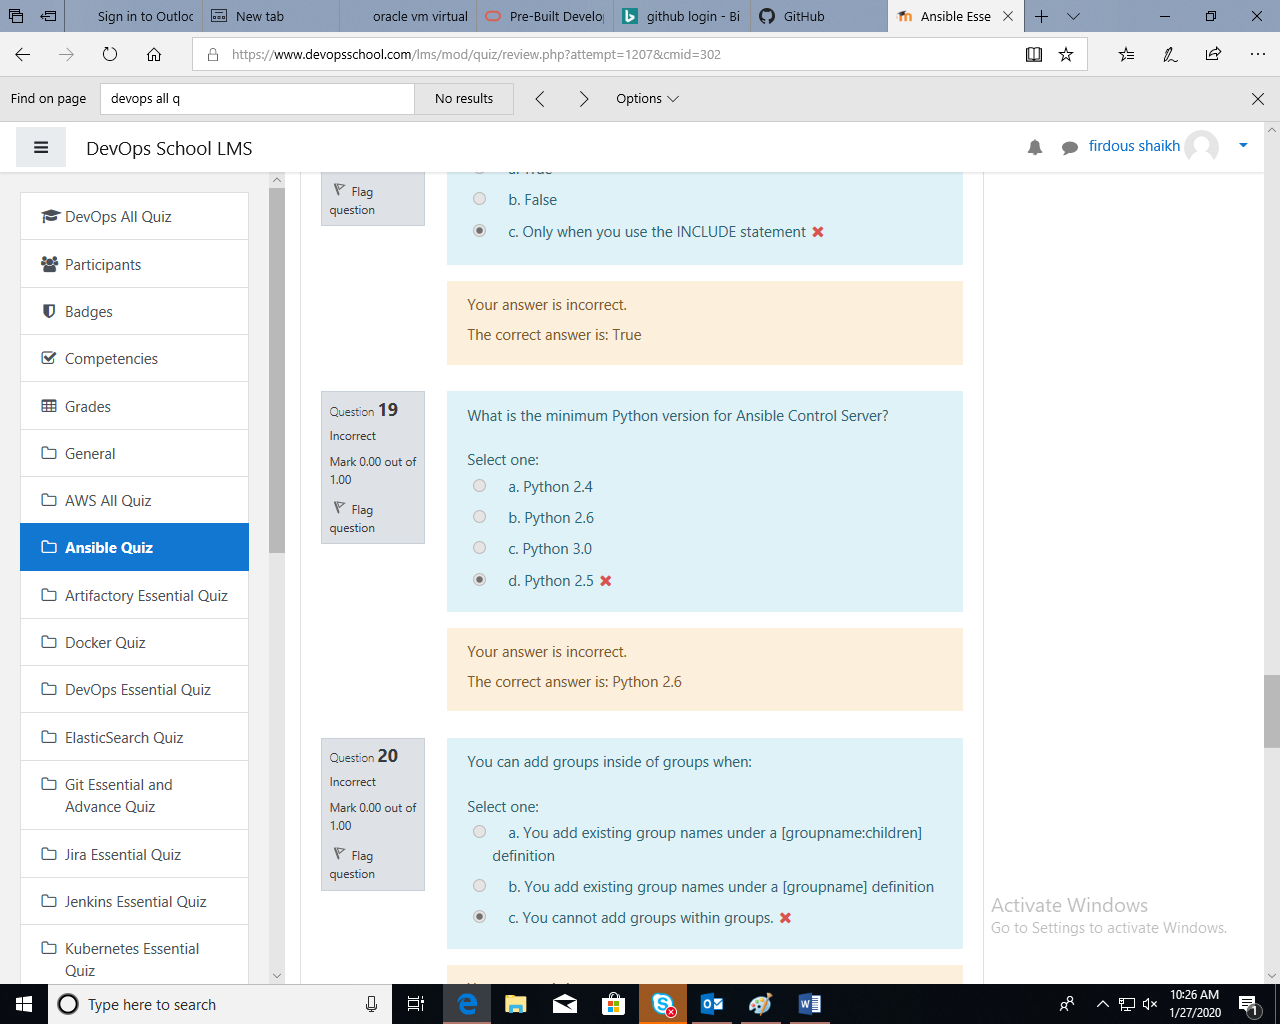 Sign in to Outloc
New tab
oracle vm virtual
Pre-Built Develo
github login - Bi
GitHub
Ansible Esse
https://www.devopsschool.com/lms/mod/quiz/review.php?attempt=1207&cmid=302
Find on page
devops all q
No results
Options
DevOps School LMS
firdous shaikh
DevOps All Quiz
Participants
Badges
Competencies
Grades
General
AWS All Quiz
Ansible Quiz
Artifactory Essential Quiz
Docker Quiz
DevOps Essential Quiz
ElasticSearch Quiz
Git Essential and
Advance Quiz
Jira Essential Quiz
Jenkins Essential Quiz
Kubernetes Essential
Quiz
Flag
question
a. True
b. False
c. Only when you use the INCLUDE statement
Your answer is incorrect.
The correct answer is: True
Question 19
Incorrect
Mark 0.00 out of
1.00
Flag
question
What is the minimum Python version for Ansible Control Server?
Select one:
a. Python 2.4
b. Python 2.6
c. Python 3.0
d. Python 2.5
Your answer is incorrect.
The correct answer is: Python 2.6
Question 20
Incorrect
Mark 0.00 out of
1.00
Flag
question
You can add groups inside of groups when:
Select one:
a. You add existing group names under a [groupname:children]
definition
b. You add existing group names under a [groupname] definition
c. You cannot add groups within groups.
Activate Windows
Go to Settings to activate Windows.
Type here to search
10:26 AM
1/27/2020
1